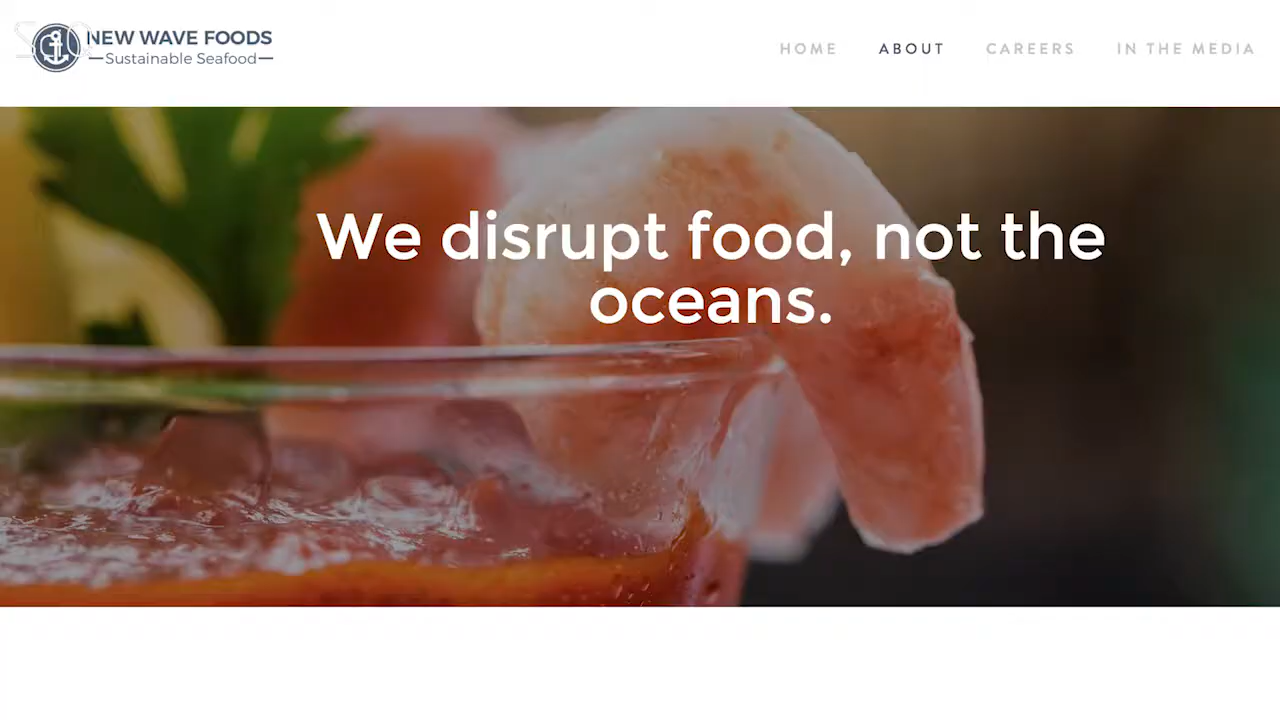 NEW WAVE FOODS
Sustainable Seafood
HOME ABOUT CAREERS IN THE MEDIA
We disrupt food, not the
oceans.